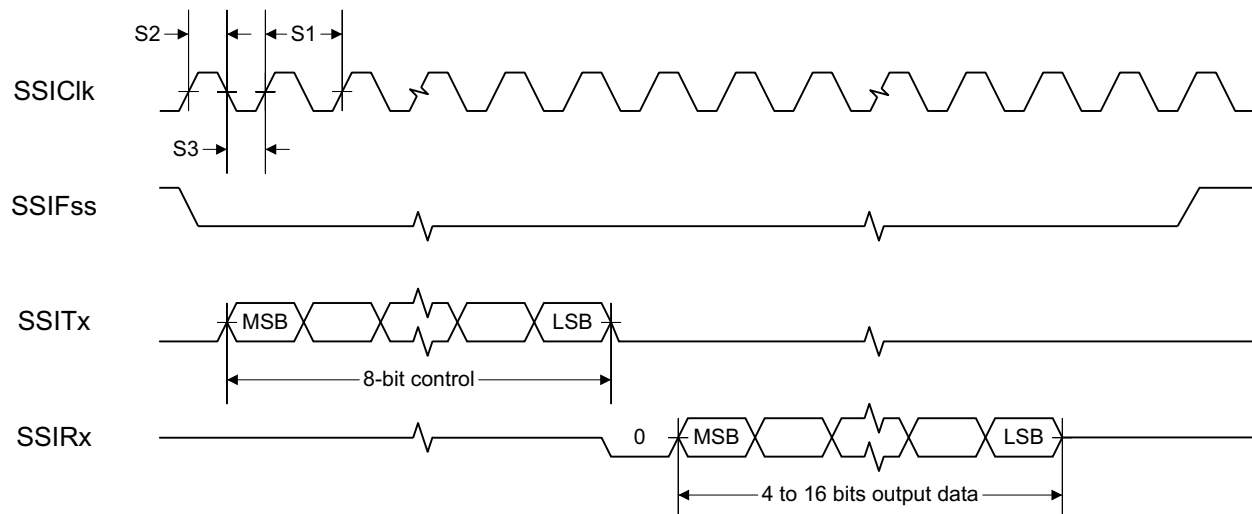 S2
S1
SSIClk
S3
SSIFss
SSITx
MSB
LSB
8-bit control
SSIRx
0
MSB
LSB
4 to 16 bits output data